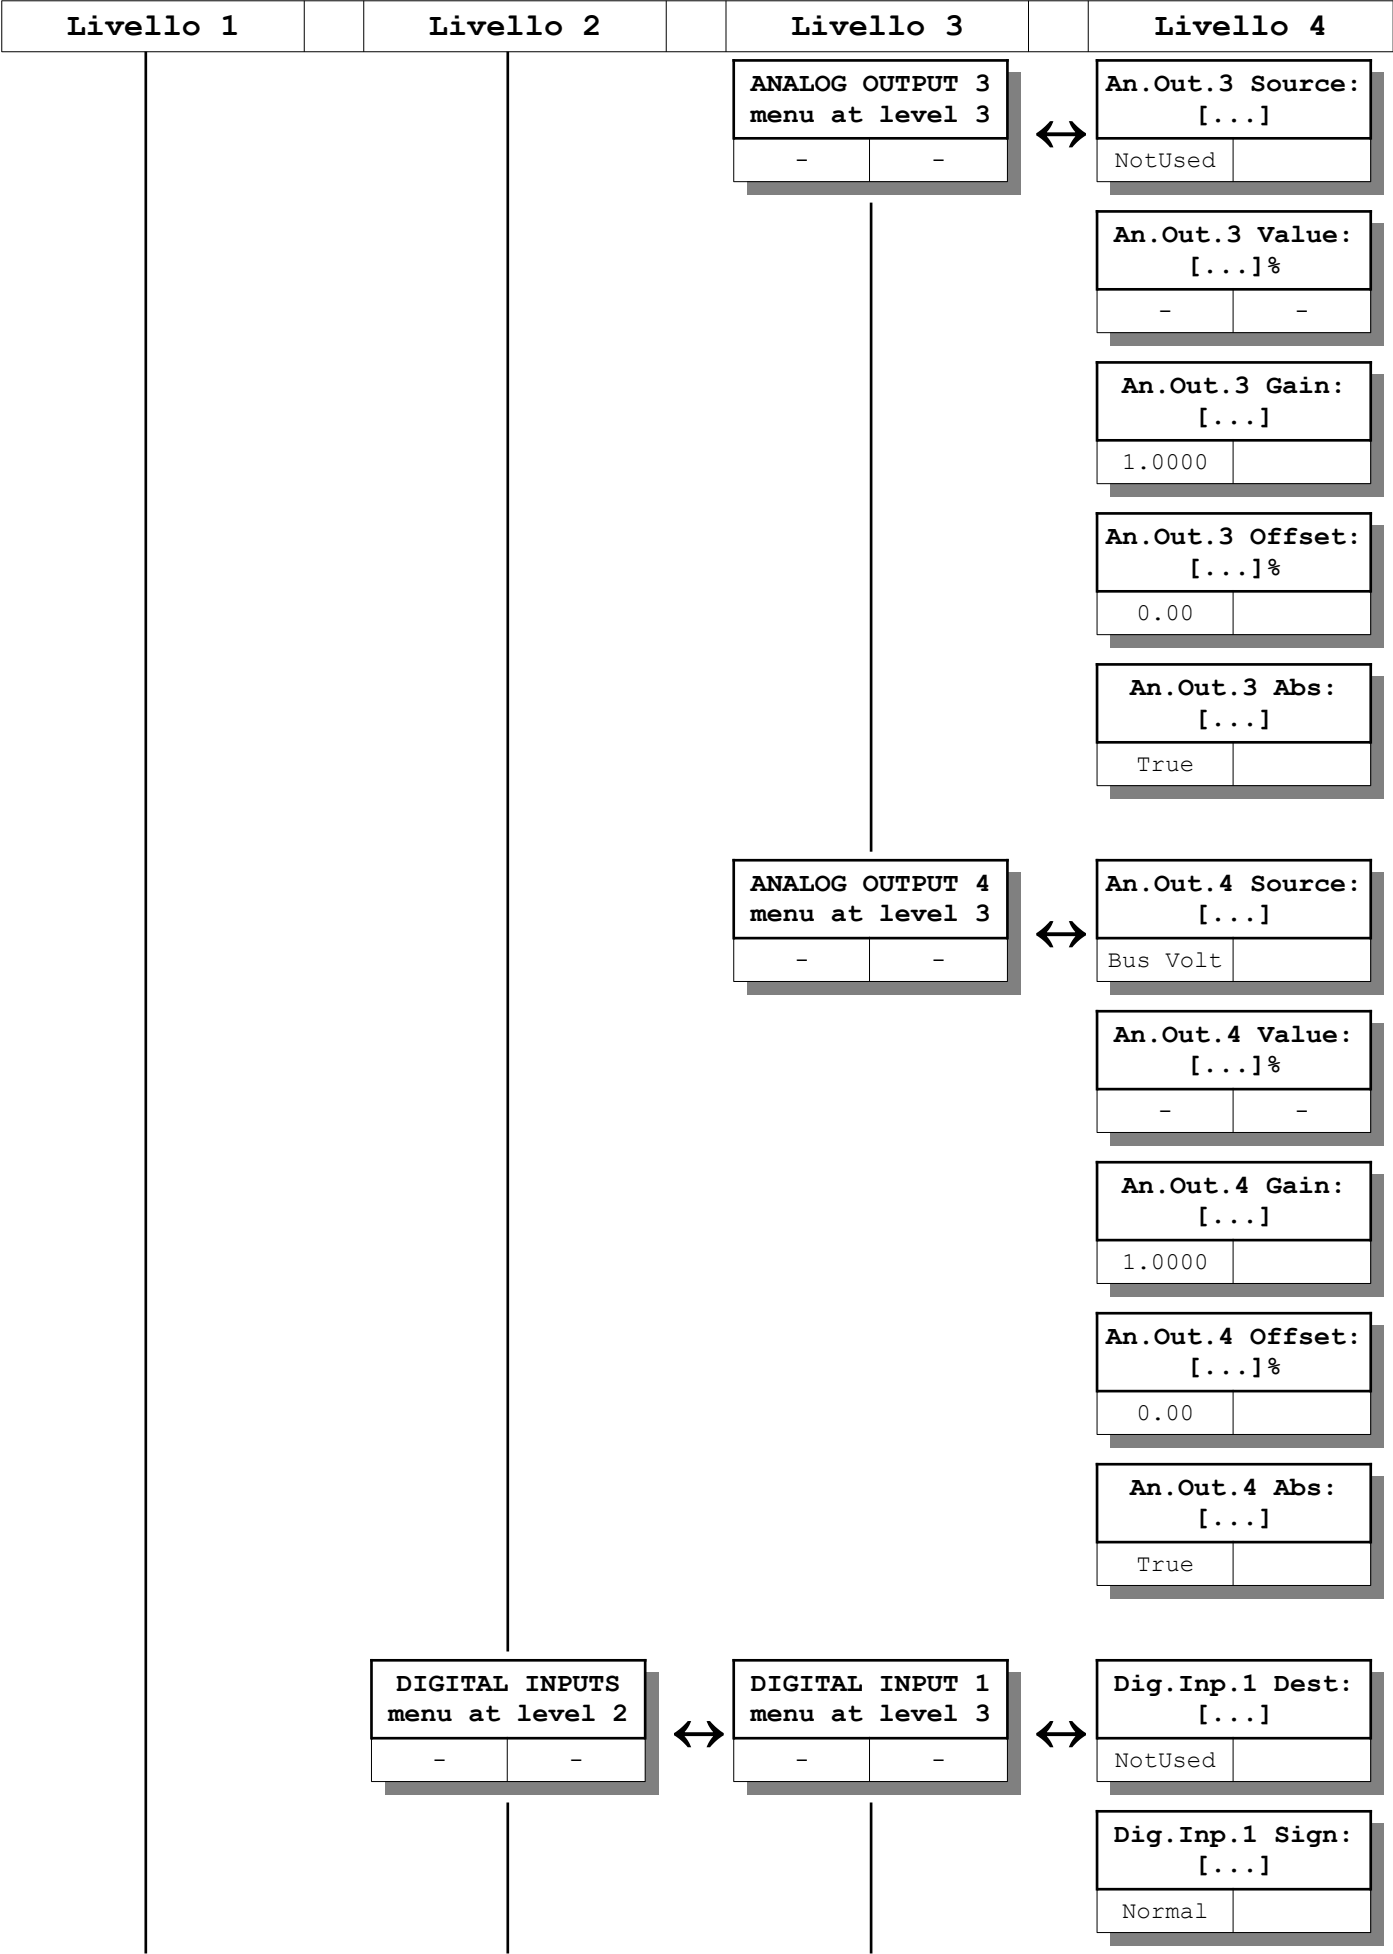 Livello 1
Livello 2
Livello 3
Livello 4
ANALOG OUTPUT 3
menu at level 3
- -
An.Out.3 Source:
[...]
NotUsed
An.Out.3 Value:
[...]%
- -
An.Out.3 Gain:
[...]
1.0000
An.Out.3 Offset:
[...]%
0.00
An.Out.3 Abs:
[...]
True
ANALOG OUTPUT 4
menu at level 3
- -
An.Out.4 Source:
[...]
Bus Volt
An.Out.4 Value:
[...]%
- -
An.Out.4 Gain:
[...]
1.0000
An.Out.4 Offset:
[...]%
0.00
An.Out.4 Abs:
[...]
True
DIGITAL INPUTS
menu at level 2
- -
DIGITAL INPUT 1
menu at level 3
- -
Dig.Inp.1 Dest:
[...]
NotUsed
Dig.Inp.1 Sign:
[...]
Normal